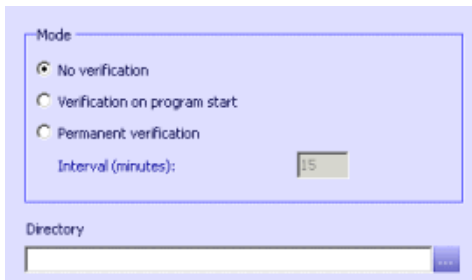 Mode
No verification
Verification on program start
Permanent verification
Interval (minutes): 15
Directory
...